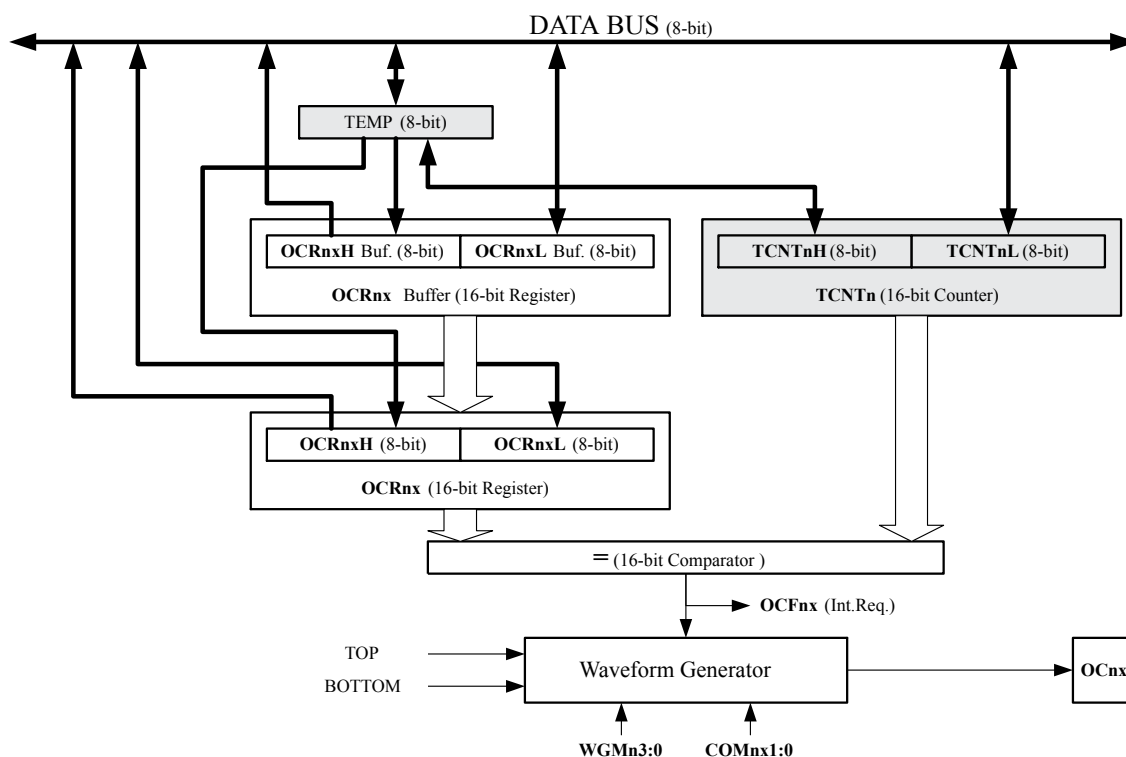 DATA BUS (8-bit)
TEMP (8-bit)
OCRnxH Buf. (8-bit) OCRnxL Buf. (8-bit)
OCRnx Buffer (16-bit Register)
TCNTnH (8-bit) TCNTnL (8-bit)
TCNTn (16-bit Counter)
OCRnxH (8-bit) OCRnxL (8-bit)
OCRnx (16-bit Register)
= (16-bit Comparator )
OCFnx (Int.Req.)
TOP
BOTTOM
Waveform Generator
OCnx
WGMn3:0 COMnx1:0